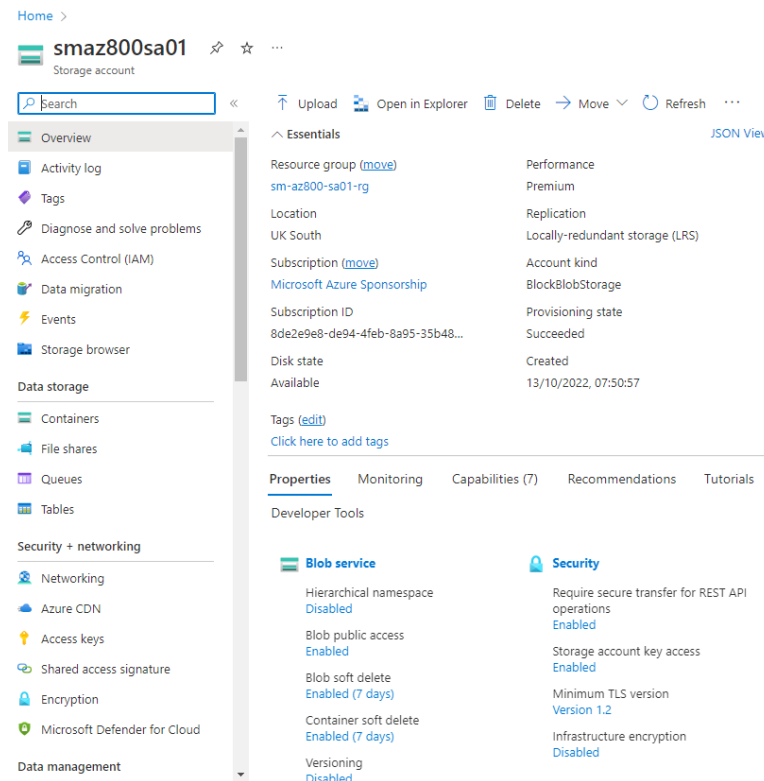 Home >
smaz800sa01
Storage account
Search
Overview
Activity log
Tags
Diagnose and solve problems
Access Control (IAM)
Data migration
Events
Storage browser
Data storage
Containers
File shares
Queues
Tables
Security + networking
Networking
Azure CDN
Access keys
Shared access signature
Encryption
Microsoft Defender for Cloud
Data management
Upload Open in Explorer Delete Move Refresh
Essentials JSON View
Resource group (move)
sm-az800-sa01-rg
Location
UK South
Subscription (move)
Microsoft Azure Sponsorship
Subscription ID
8de2e9e8-de94-4feb-8a95-35b48...
Disk state
Available
Performance
Premium
Replication
Locally-redundant storage (LRS)
Account kind
BlockBlobStorage
Provisioning state
Succeeded
Created
13/10/2022, 07:50:57
Tags (edit)
Click here to add tags
Properties Monitoring Capabilities (7) Recommendations Tutorials
Developer Tools
Blob service
Hierarchical namespace
Disabled
Blob public access
Enabled
Blob soft delete
Enabled (7 days)
Container soft delete
Enabled (7 days)
Versioning
Disabled
Security
Require secure transfer for REST API
operations
Enabled
Storage account key access
Enabled
Minimum TLS version
Version 1.2
Infrastructure encryption
Disabled